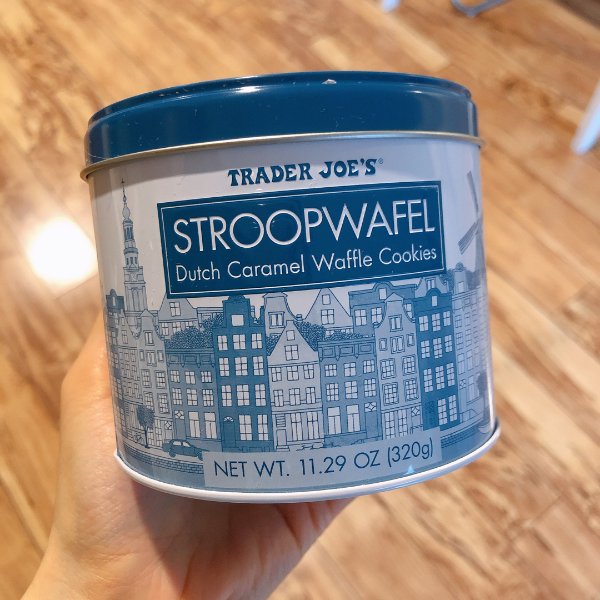 TRADER JOE'S®
STROOPWAFEL
Dutch Caramel Waffle Cookies
NET WT. 11.29 OZ (320g)